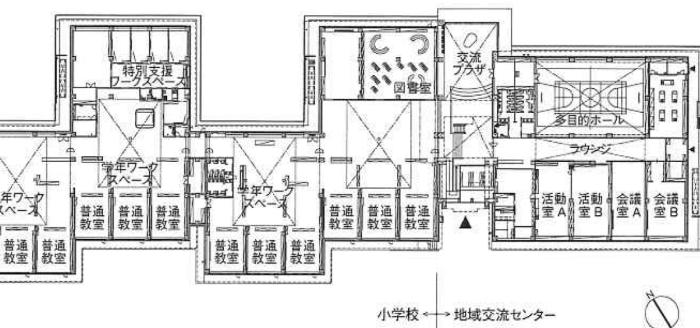 特別支援
ワークスペース
図書室
交流
プラザ
多目的ホール
ラウンジ
年ワーク
スペース
学年ワーク
スペース
学年ワーク
スペース
活動
室A
活動
室B
会議
室A
会議
室B
普通
教室
普通
教室
普通
教室
普通
教室
普通
教室
普通
教室
普通
教室
普通
教室
普通
教室
普通
教室
普通
教室
小学校
地域交流センター
N